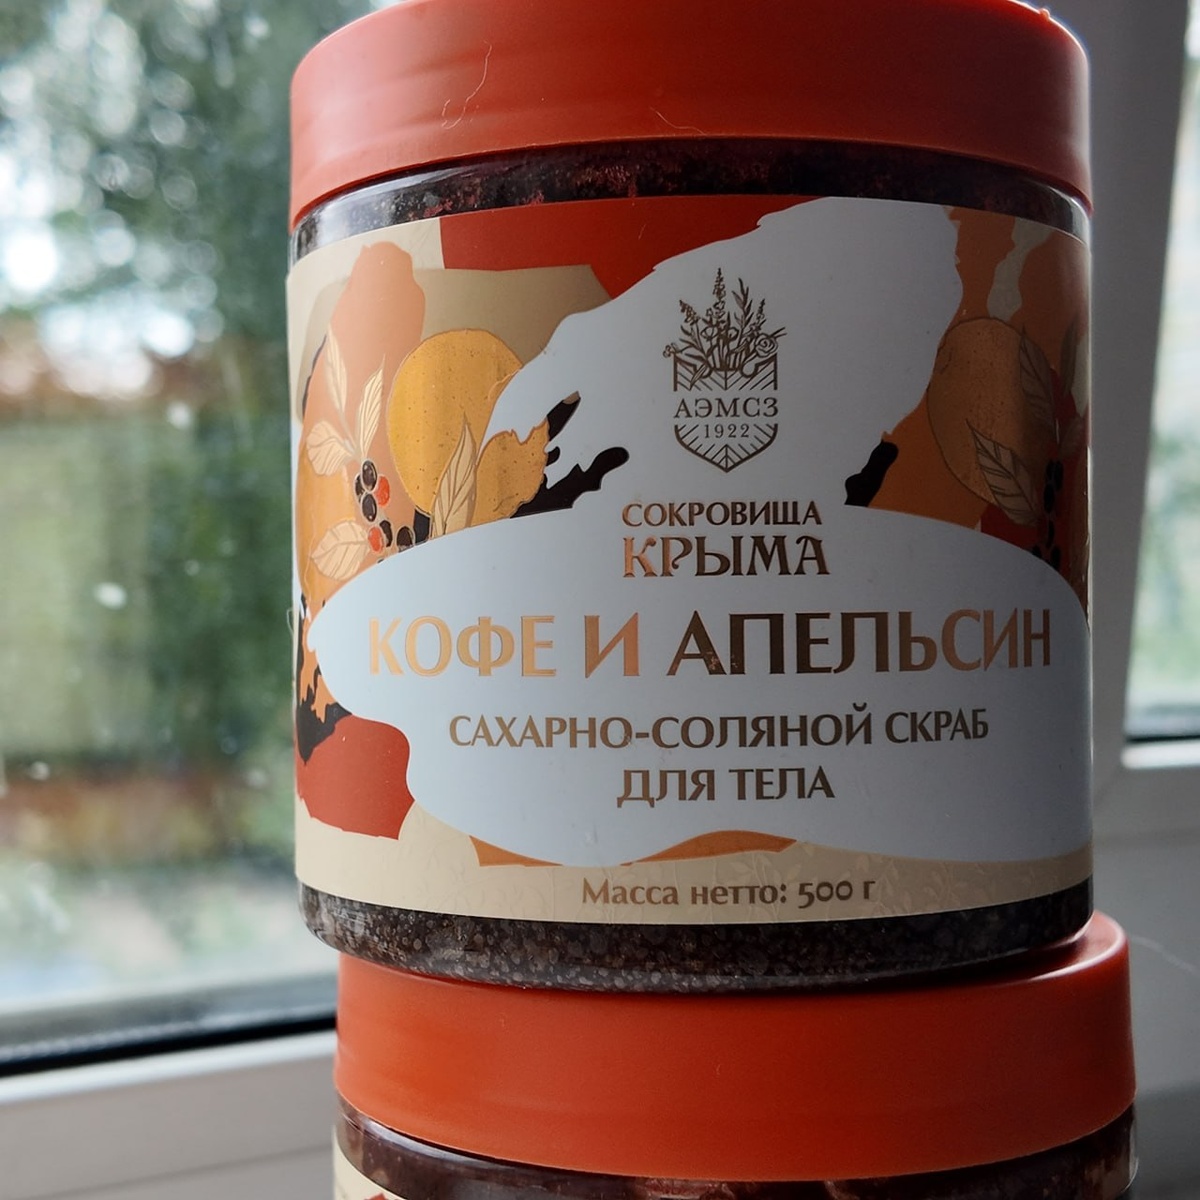 АЭМСЗ
1922
СОКРОВИЩА
КРЫМА
КОФЕ И АПЕЛЬСИН
САХАРНО-СОЛЯНОЙ СКРАБ
ДЛЯ ТЕЛА
Масса нетто: 500 г